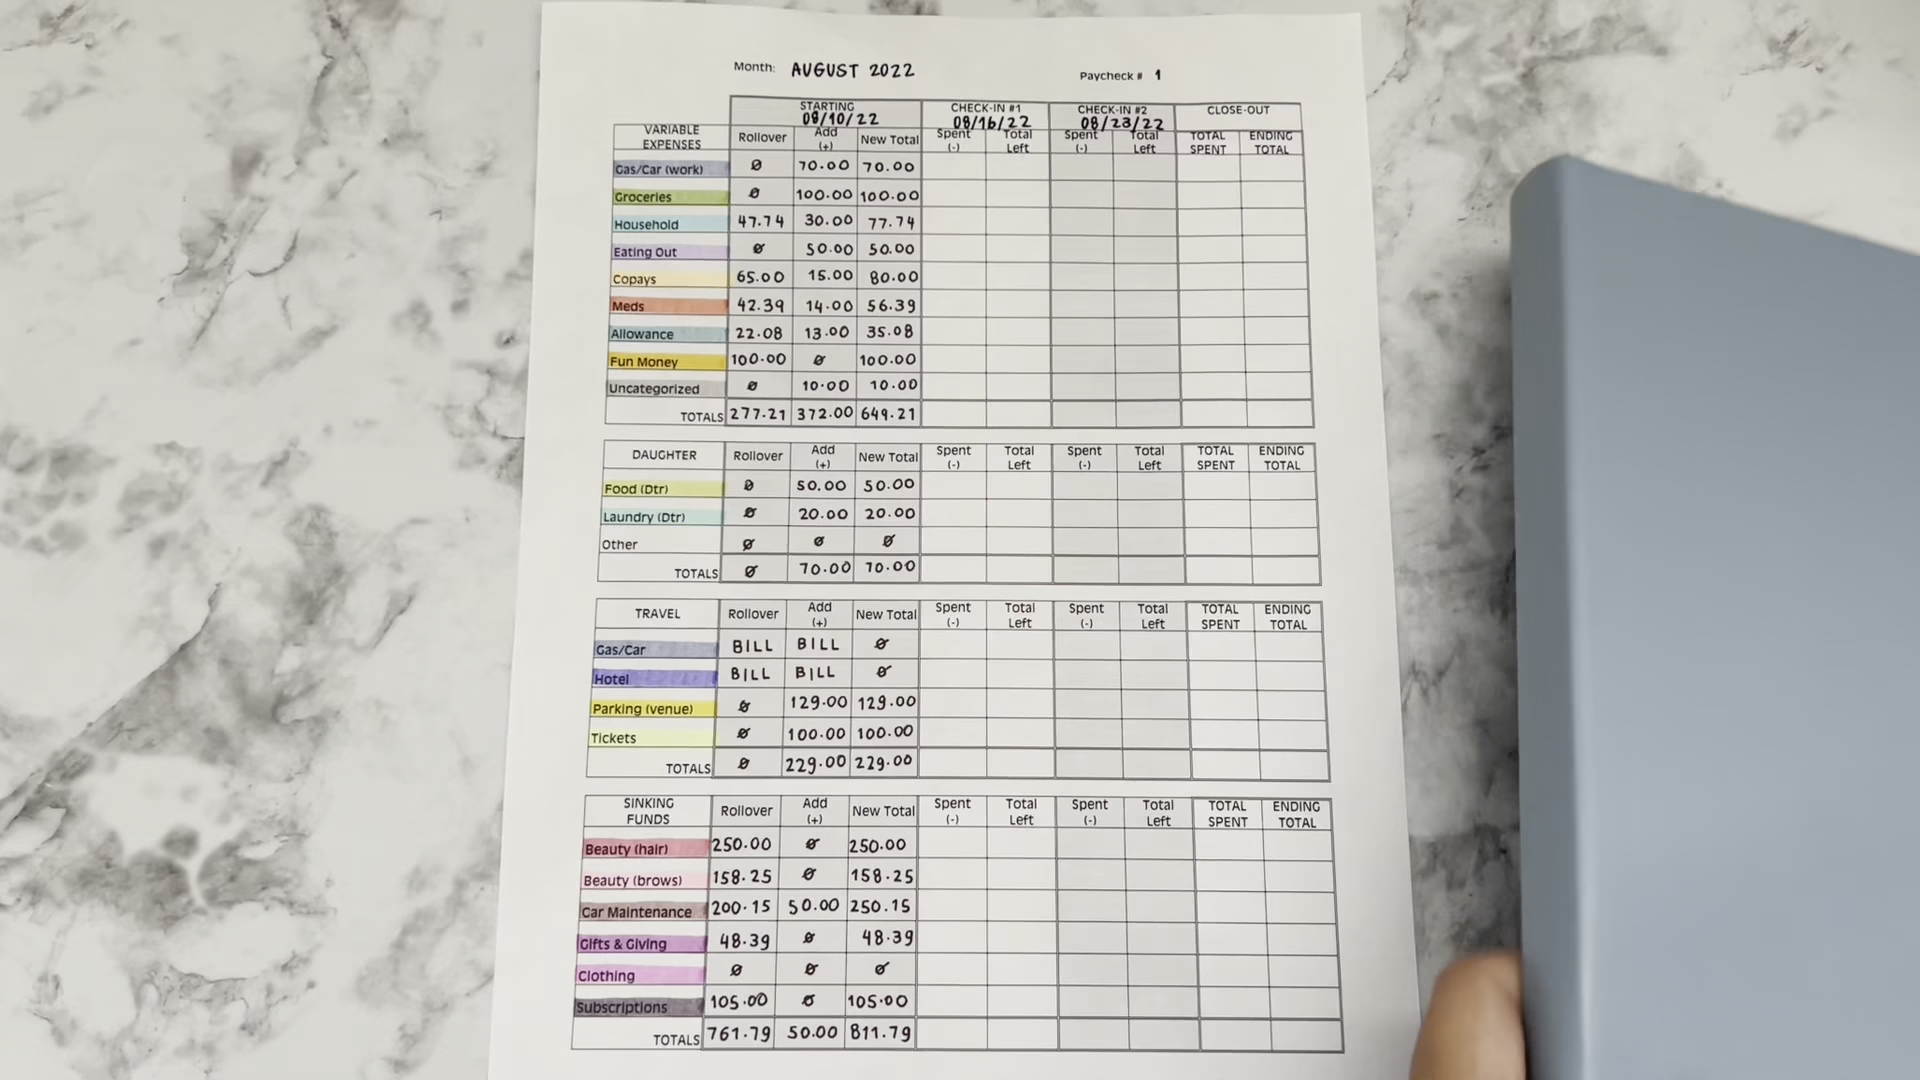 Month: AUGUST 2022 Paycheck # 1
STARTING CHECK-IN #1 CHECK-IN #2 CLOSE-OUT
08/10/22 08/16/22 08/23/22
VARIABLE EXPENSES Rollover Add (+) New Total Spent (-) Total Left Spent (-) Total Left TOTAL SPENT ENDING TOTAL
Gas/Car (work) Ø 70.00 70.00
Groceries Ø 100.00 100.00
Household 47.74 30.00 77.74
Eating Out Ø 50.00 50.00
Copays 65.00 15.00 80.00
Meds 42.39 14.00 56.39
Allowance 22.08 13.00 35.08
Fun Money 100.00 Ø 100.00
Uncategorized Ø 10.00 10.00
TOTALS 277.21 372.00 649.21
DAUGHTER Rollover Add (+) New Total Spent (-) Total Left Spent (-) Total Left TOTAL SPENT ENDING TOTAL
Food (Dtr) Ø 50.00 50.00
Laundry (Dtr) Ø 20.00 20.00
Other Ø Ø Ø
TOTALS Ø 70.00 70.00
TRAVEL Rollover Add (+) New Total Spent (-) Total Left Spent (-) Total Left TOTAL SPENT ENDING TOTAL
Gas/Car BILL BILL Ø
Hotel BILL BILL Ø
Parking (venue) Ø 129.00 129.00
Tickets Ø 100.00 100.00
TOTALS Ø 229.00 229.00
SINKING FUNDS Rollover Add (+) New Total Spent (-) Total Left Spent (-) Total Left TOTAL SPENT ENDING TOTAL
Beauty (hair) 250.00 Ø 250.00
Beauty (brows) 158.25 Ø 158.25
Car Maintenance 200.15 50.00 250.15
Gifts & Giving 48.39 Ø 48.39
Clothing Ø Ø Ø
Subscriptions 105.00 Ø 105.00
TOTALS 761.79 50.00 811.79